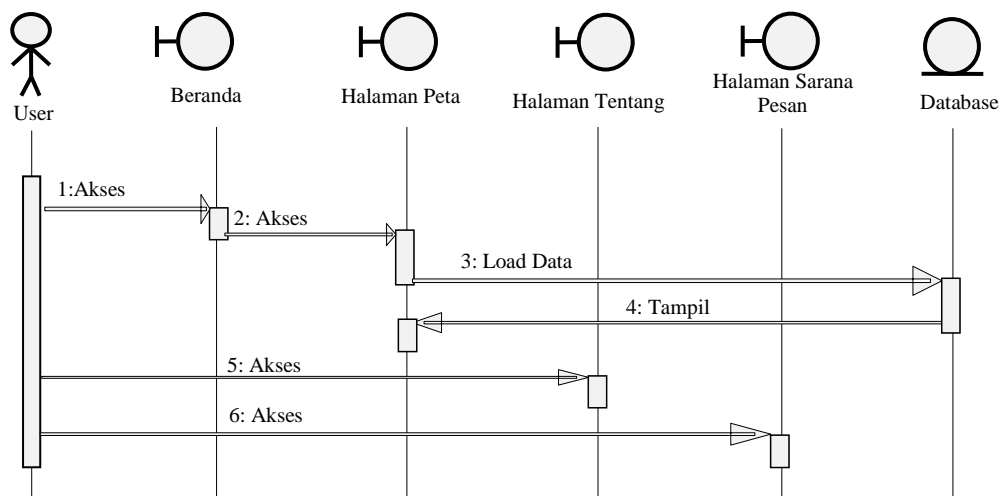 User
Beranda
Halaman Peta
Halaman Tentang
Halaman Sarana
Pesan
Database
1:Akses
2: Akses
3: Load Data
4: Tampil
5: Akses
6: Akses